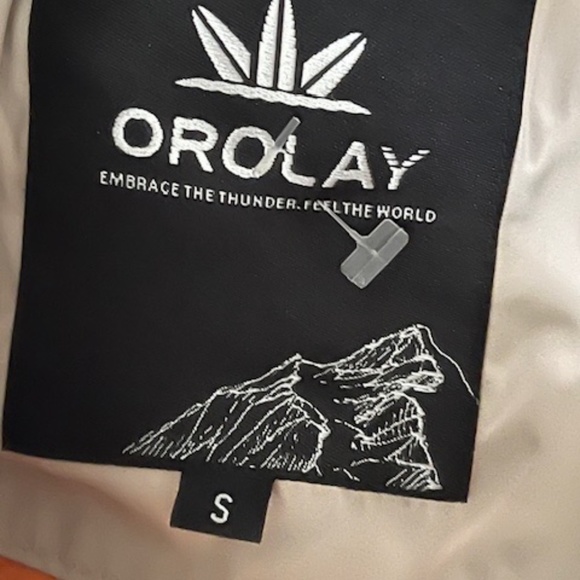 OROLAY
EMBRACE THE THUNDER. FEEL THE WORLD
S